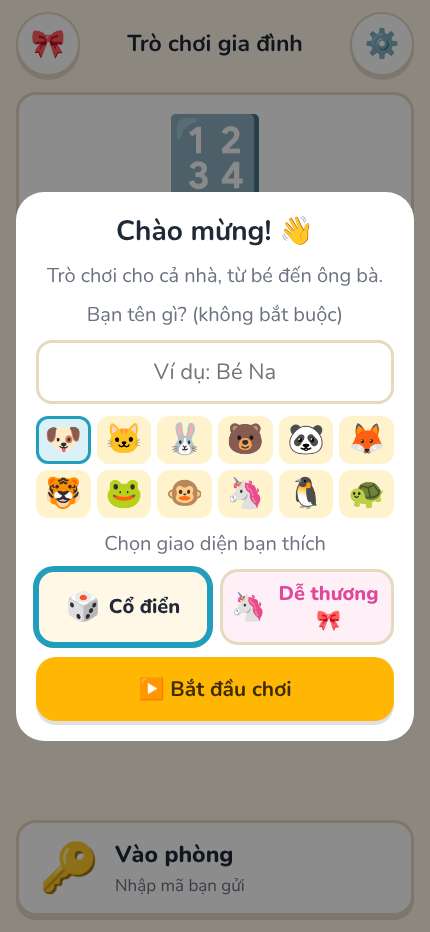 Trò chơi gia đình
1 2
3 4
Chào mừng! 👋
Trò chơi cho cả nhà, từ bé đến ông bà.
Bạn tên gì? (không bắt buộc)
Ví dụ: Bé Na
Chọn giao diện bạn thích
Cổ điển
Dễ thương
Bắt đầu chơi
Vào phòng
Nhập mã bạn gửi